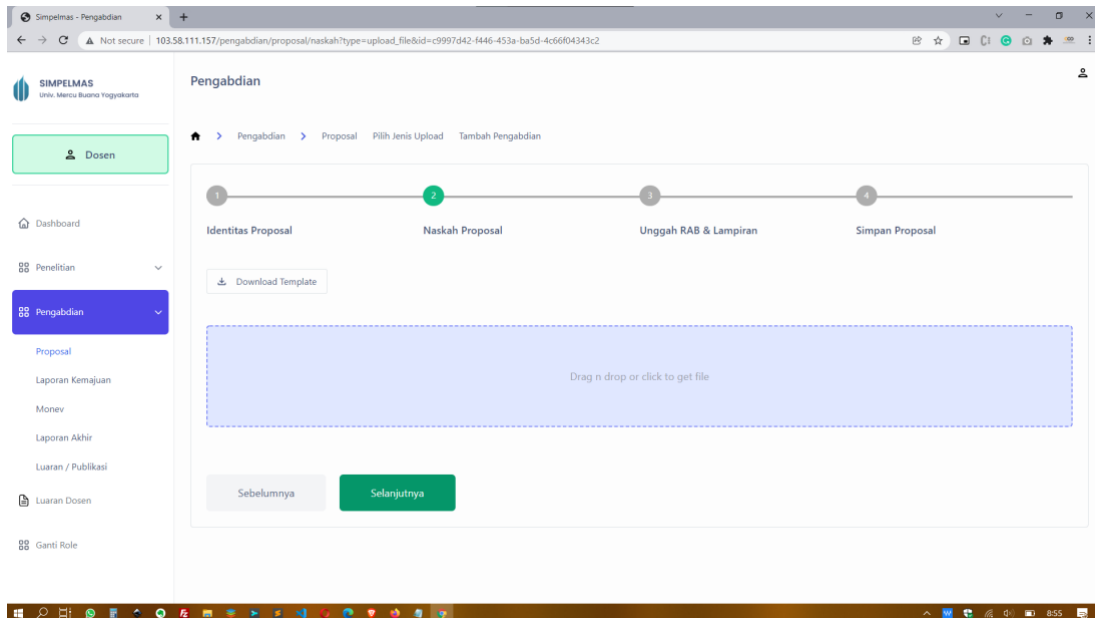 Simpelmas - Pengabdian
Not secure | 103.58.111.157/pengabdian/proposal/naskah?type=upload_file&id=c9997d42-f446-453a-ba5d-4c66f04343c2
SIMPELMAS
Univ. Mercu Buana Yogyakarta
Dosen
Dashboard
Penelitian
Pengabdian
Proposal
Laporan Kemajuan
Monev
Laporan Akhir
Luaran / Publikasi
Luaran Dosen
Ganti Role
Pengabdian
Pengabdian > Proposal Pilih Jenis Upload Tambah Pengabdian
1 2 3 4
Identitas Proposal Naskah Proposal Unggah RAB & Lampiran Simpan Proposal
Download Template
Drag n drop or click to get file
Sebelumnya Selanjutnya
8:55